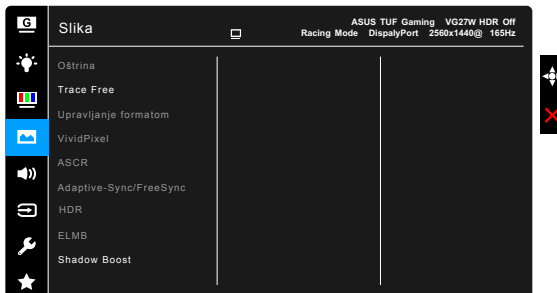 G
Slika
ASUS TUF Gaming VG27W HDR Off
Racing Mode DispalyPort 2560x1440@ 165Hz
Oštrina
Trace Free
Upravljanje formatom
VividPixel
ASCR
Adaptive-Sync/FreeSync
HDR
ELMB
Shadow Boost